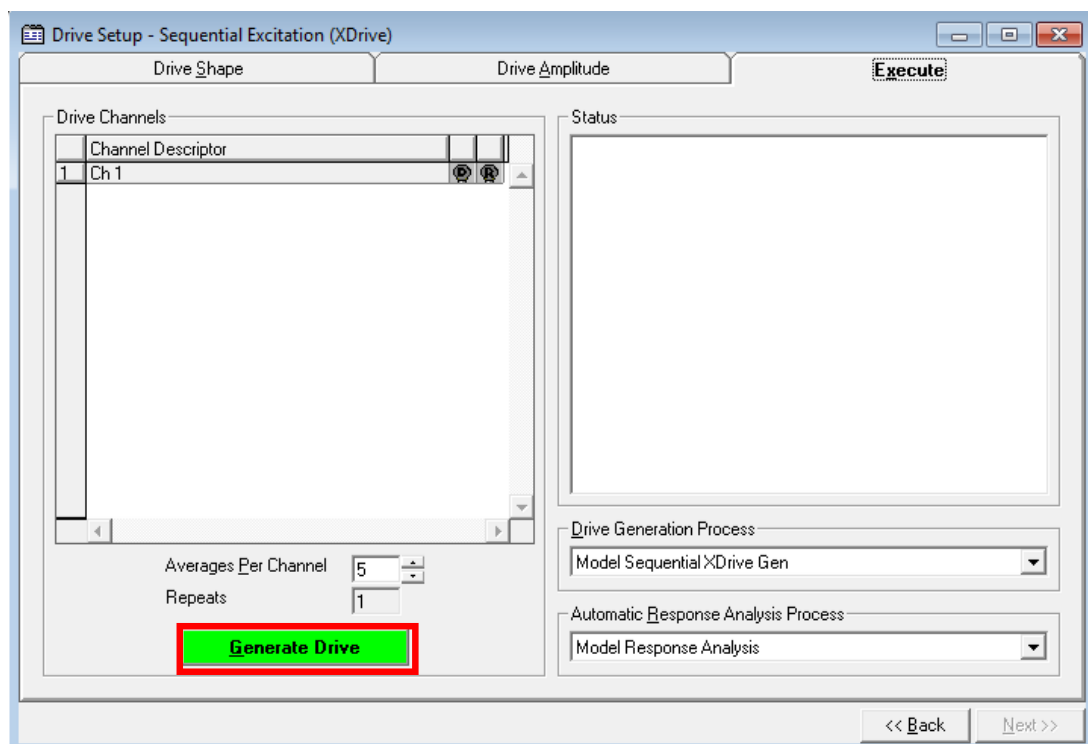 Drive Setup - Sequential Excitation (XDrive)
Drive Shape
Drive Amplitude
Execute
Drive Channels
Channel Descriptor
1 Ch 1 D R
Averages Per Channel 5
Repeats 1
Generate Drive
Status
Drive Generation Process
Model Sequential XDrive Gen
Automatic Response Analysis Process
Model Response Analysis
<< Back
Next >>